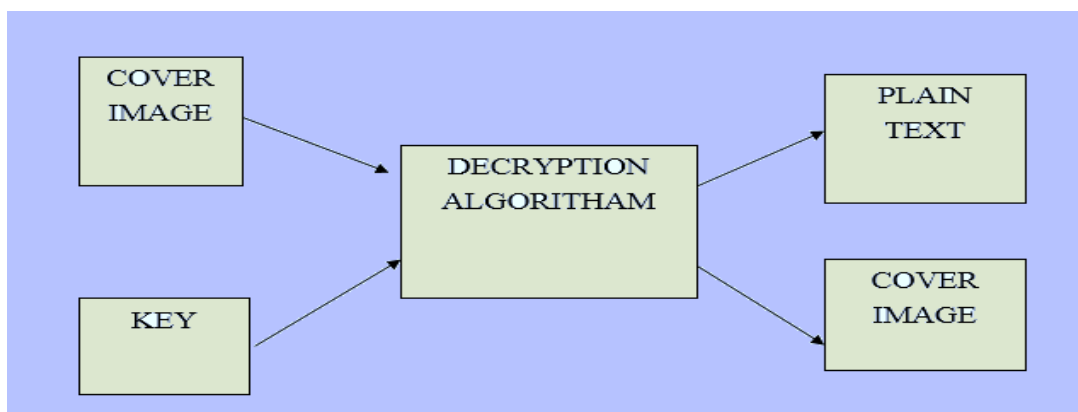 COVER
IMAGE
KEY
DECRYPTION
ALGORITHAM
PLAIN
TEXT
COVER
IMAGE